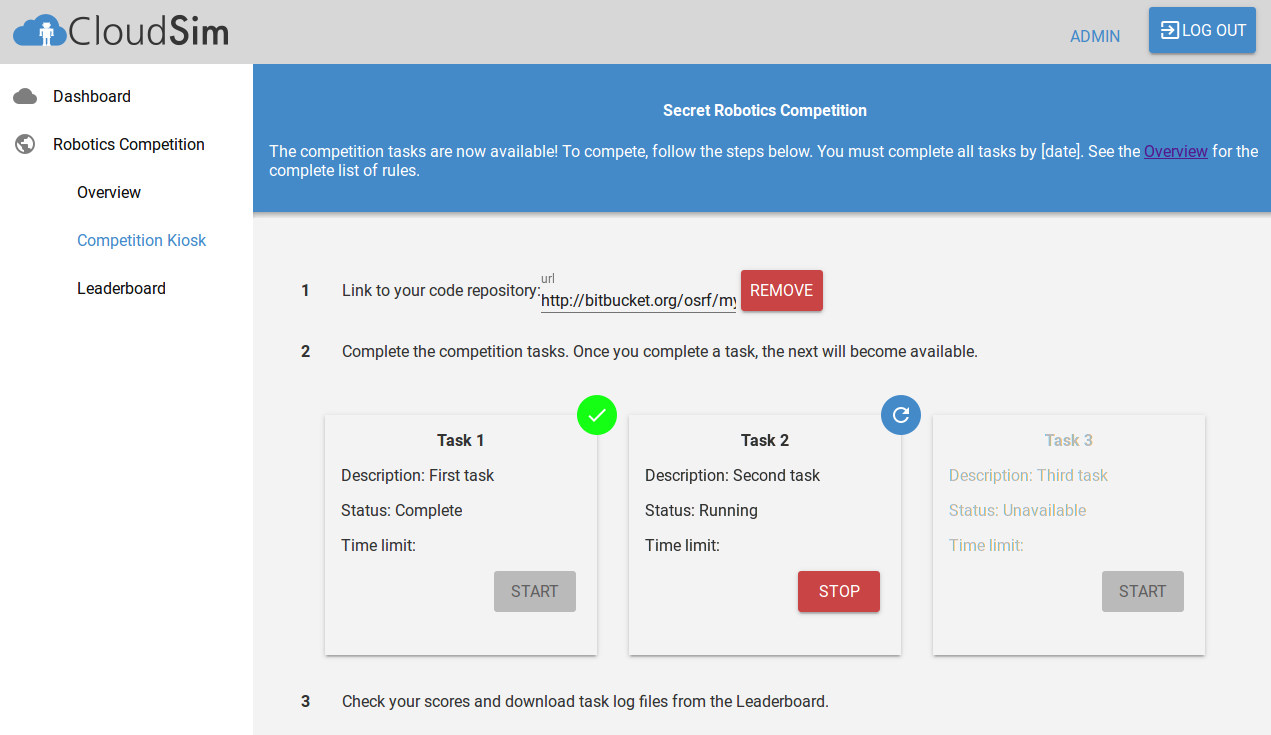 CloudSim
ADMIN
LOG OUT
Dashboard
Robotics Competition
Overview
Competition Kiosk
Leaderboard
Secret Robotics Competition
The competition tasks are now available! To compete, follow the steps below. You must complete all tasks by [date]. See the Overview for the
complete list of rules.
1 Link to your code repository: url
http://bitbucket.org/osrf/my REMOVE
2 Complete the competition tasks. Once you complete a task, the next will become available.
Task 1
Description: First task
Status: Complete
Time limit:
START
Task 2
Description: Second task
Status: Running
Time limit:
STOP
Task 3
Description: Third task
Status: Unavailable
Time limit:
START
3 Check your scores and download task log files from the Leaderboard.